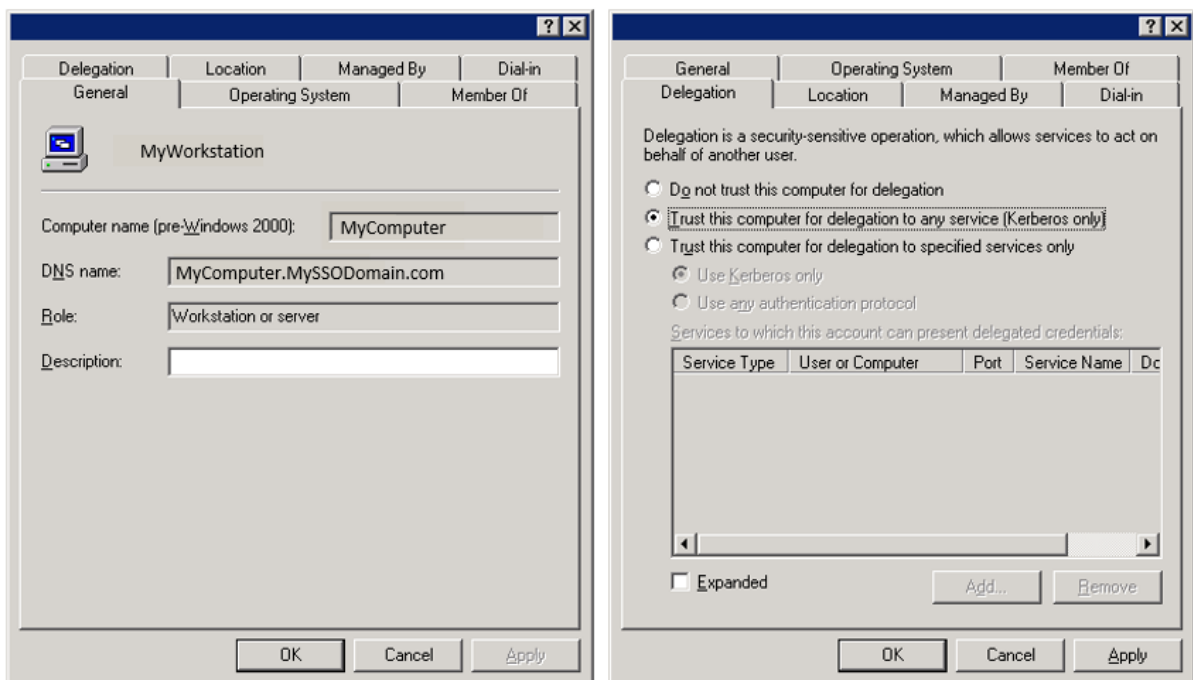 ? X
Delegation Location Managed By Dial-in
General Operating System Member Of
MyWorkstation
Computer name (pre-Windows 2000): MyComputer
DNS name: MyComputer.MySSODomain.com
Role: Workstation or server
Description:
OK Cancel Apply
? X
General Operating System Member Of
Delegation Location Managed By Dial-in
Delegation is a security-sensitive operation, which allows services to act on
behalf of another user.
Do not trust this computer for delegation
Trust this computer for delegation to any service (Kerberos only)
Trust this computer for delegation to specified services only
Use Kerberos only
Use any authentication protocol
Services to which this account can present delegated credentials:
Service Type User or Computer Port Service Name Dc
Expanded Add... Remove
OK Cancel Apply